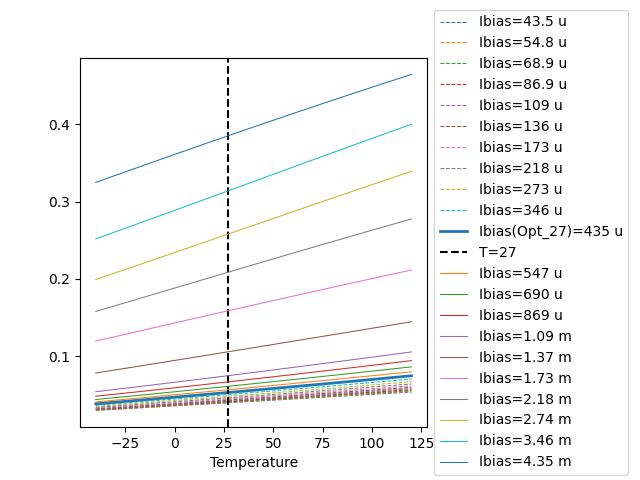 0.4
0.3
0.2
0.1
−25
0
25
50
75
100
125
Temperature
Ibias=43.5 u
Ibias=54.8 u
Ibias=68.9 u
Ibias=86.9 u
Ibias=109 u
Ibias=136 u
Ibias=173 u
Ibias=218 u
Ibias=273 u
Ibias=346 u
Ibias(Opt_27)=435 u
T=27
Ibias=547 u
Ibias=690 u
Ibias=869 u
Ibias=1.09 m
Ibias=1.37 m
Ibias=1.73 m
Ibias=2.18 m
Ibias=2.74 m
Ibias=3.46 m
Ibias=4.35 m